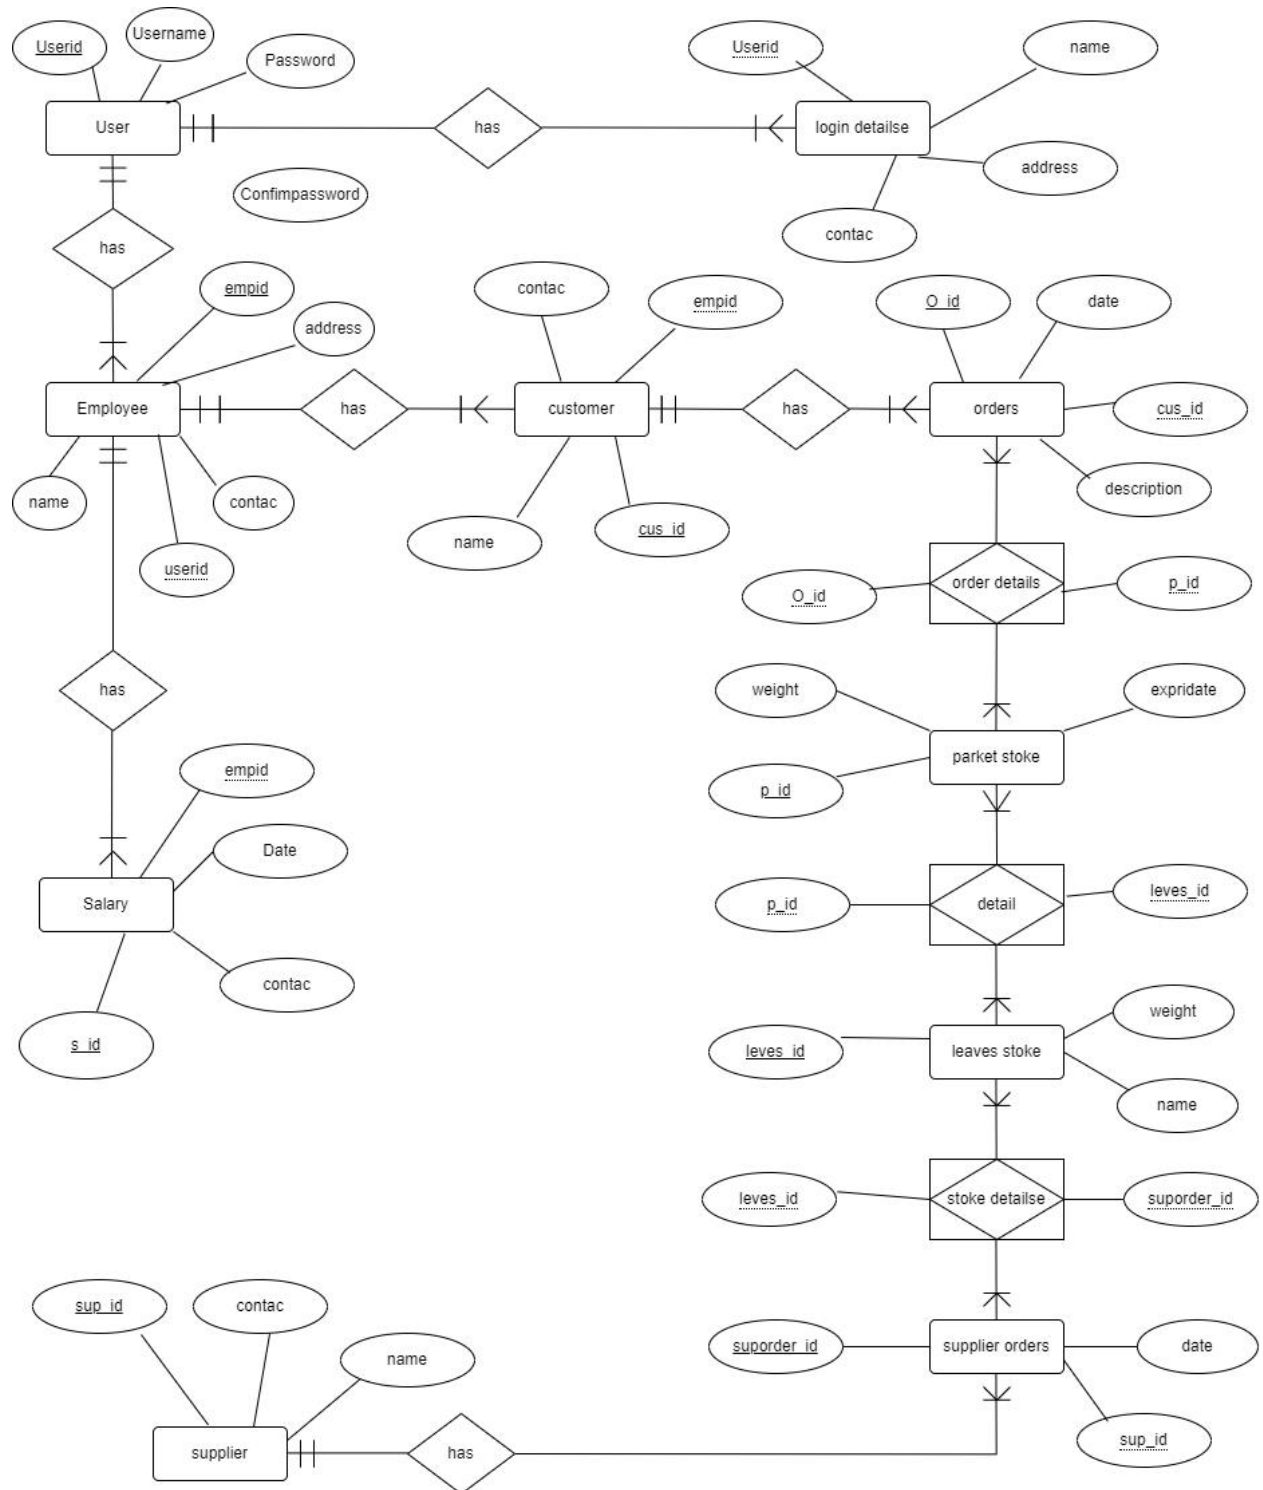 Userid
Username
Password
Userid
name
User
has
login detailse
address
Confimpassword
contac
has
empid
address
contac
empid
O_id
date
Employee
has
customer
has
orders
cus_id
description
name
contac
userid
name
cus_id
O_id
order details
p_id
has
weight
expridate
parket stoke
p_id
empid
Date
Salary
p_id
detail
leves_id
contac
s_id
leves_id
leaves stoke
weight
name
leves_id
stoke detailse
suporder_id
sup_id
contac
name
suporder_id
supplier orders
date
sup_id
supplier
has